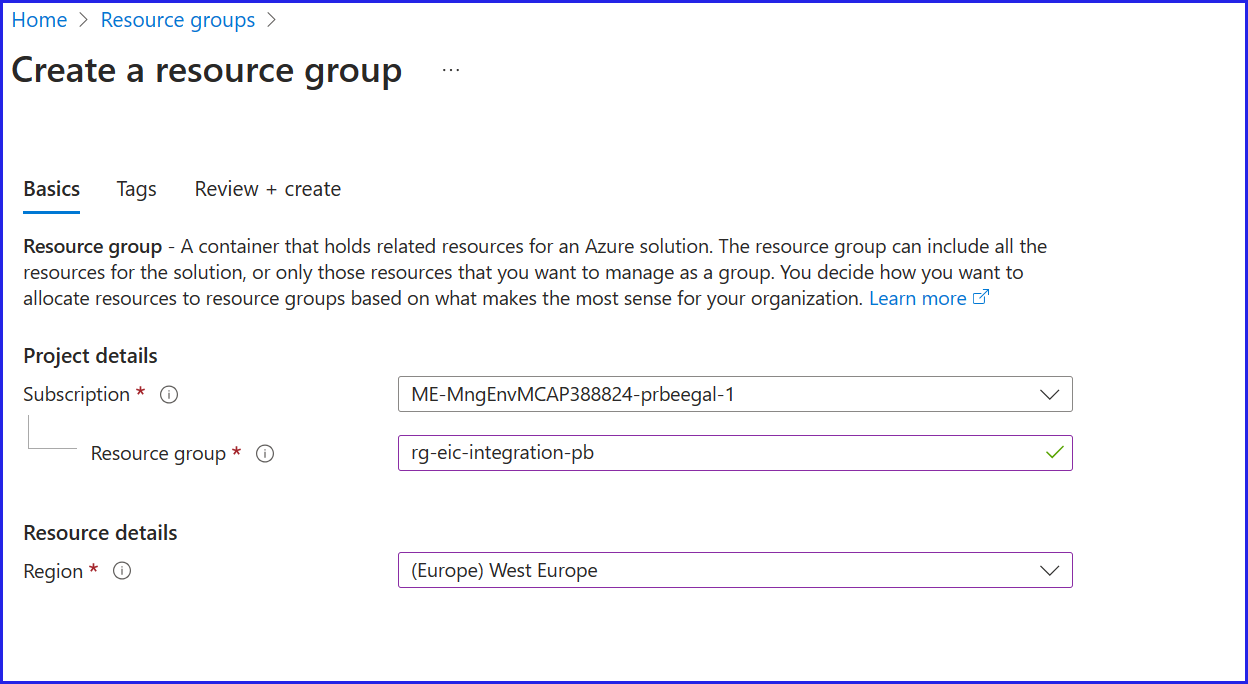 Home > Resource groups >
Create a resource group ...
Basics Tags Review + create
Resource group - A container that holds related resources for an Azure solution. The resource group can include all the
resources for the solution, or only those resources that you want to manage as a group. You decide how you want to
allocate resources to resource groups based on what makes the most sense for your organization. Learn more
Project details
Subscription * ME-MngEnvMCAP388824-prbeegal-1
Resource group * rg-eic-integration-pb
Resource details
Region * (Europe) West Europe